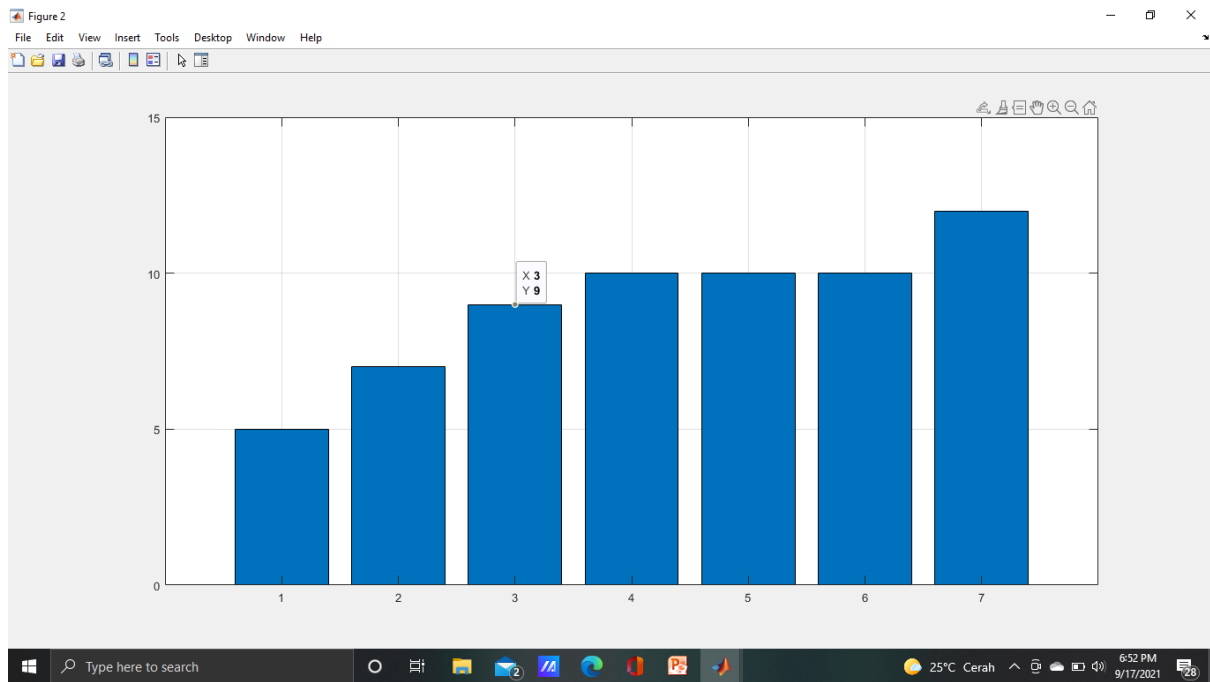 Figure 2
File Edit View Insert Tools Desktop Window Help
15
10
5
0
X 3
Y 9
1 2 3 4 5 6 7
Type here to search
2
25°C Cerah
6:52 PM
9/17/2021
28